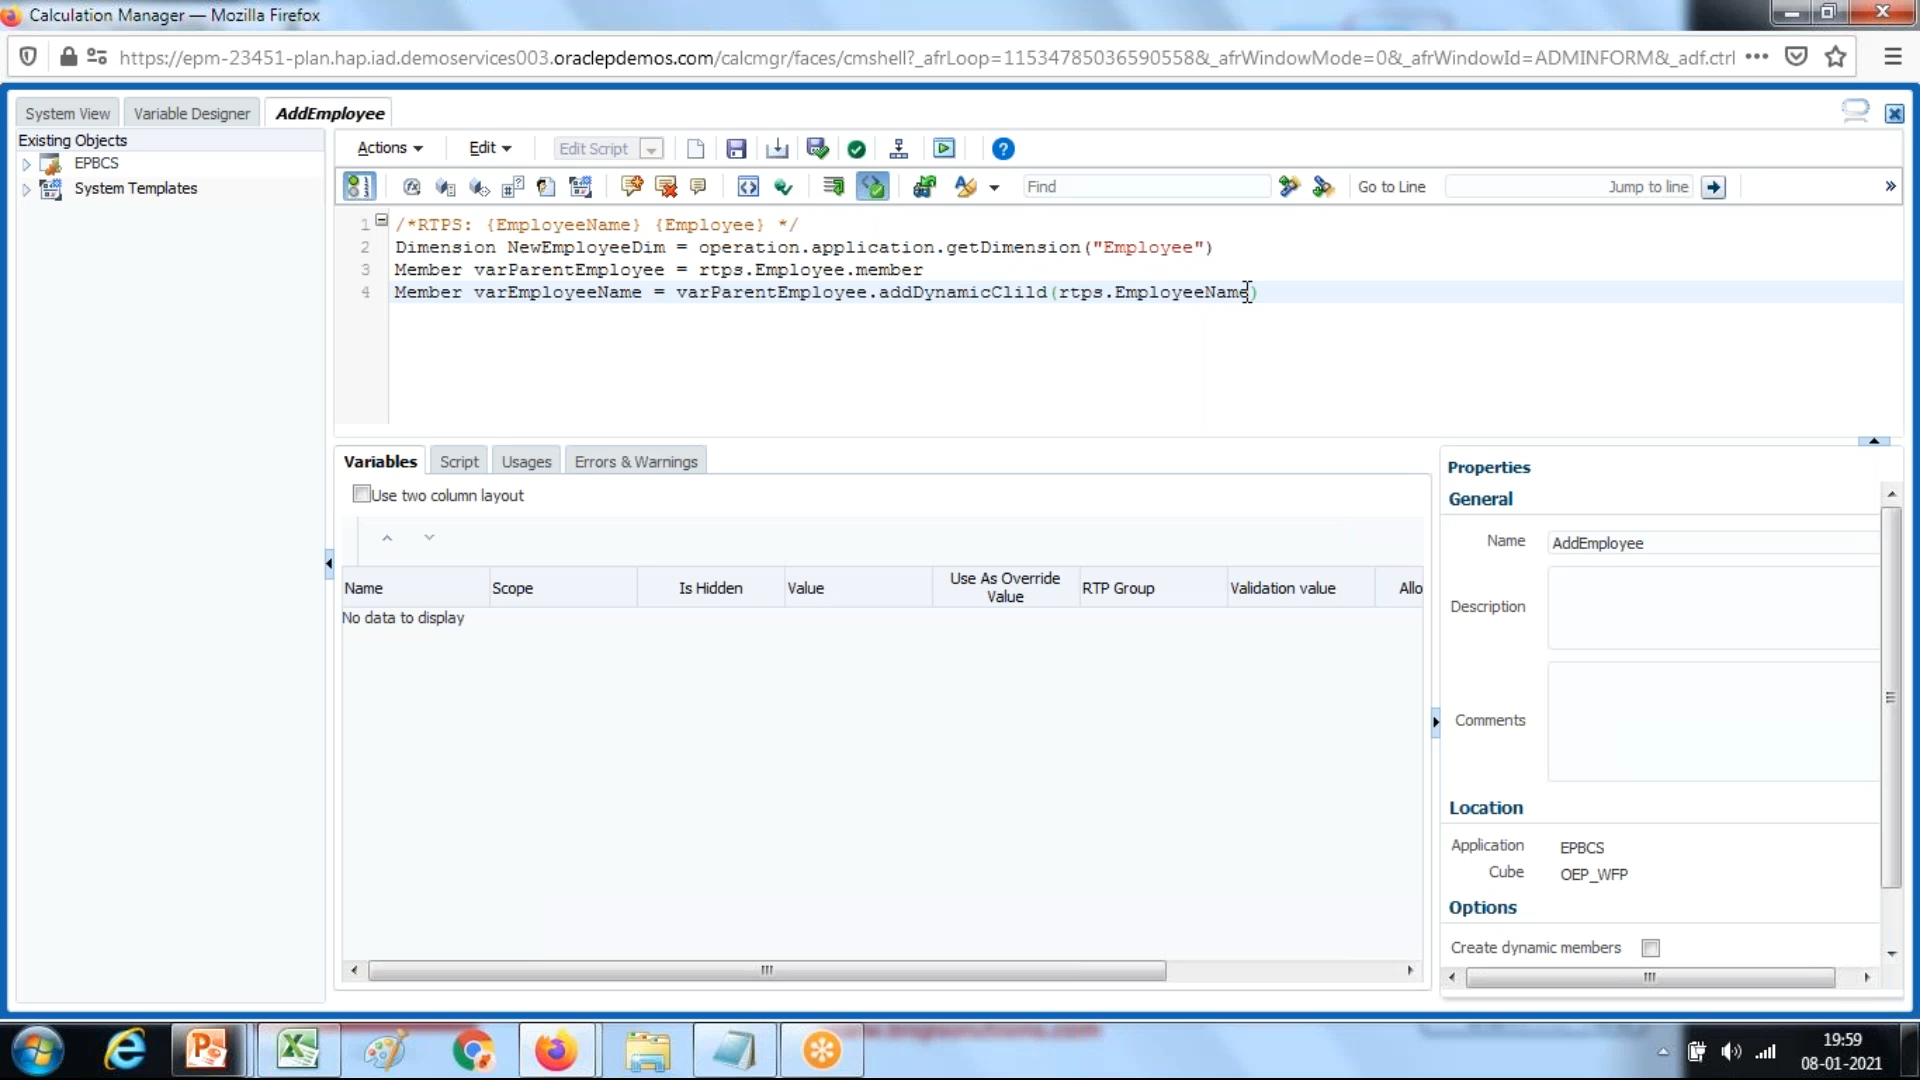 Calculation Manager — Mozilla Firefox
https://epm-23451-plan.hap.iad.demoservices003.oraclepdemos.com/calcmgr/faces/cmshell?_afrLoop=11534785036590558&_afrWindowMode=0&_afrWindowId=ADMINFORM&_adf.ctrl
System View
Variable Designer
AddEmployee
Existing Objects
EPBCS
System Templates
Actions
Edit
Edit Script
Find
Go to Line
Jump to line
1 /*RTPS: {EmployeeName} {Employee} */
2 Dimension NewEmployeeDim = operation.application.getDimension("Employee")
3 Member varParentEmployee = rtps.Employee.member
4 Member varEmployeeName = varParentEmployee.addDynamicClild(rtps.EmployeeName)
Variables
Script
Usages
Errors & Warnings
Use two column layout
Name
Scope
Is Hidden
Value
Use As Override Value
RTP Group
Validation value
Allo
No data to display
Properties
General
Name
AddEmployee
Description
Comments
Location
Application
EPBCS
Cube
OEP_WFP
Options
Create dynamic members
19:59
08-01-2021